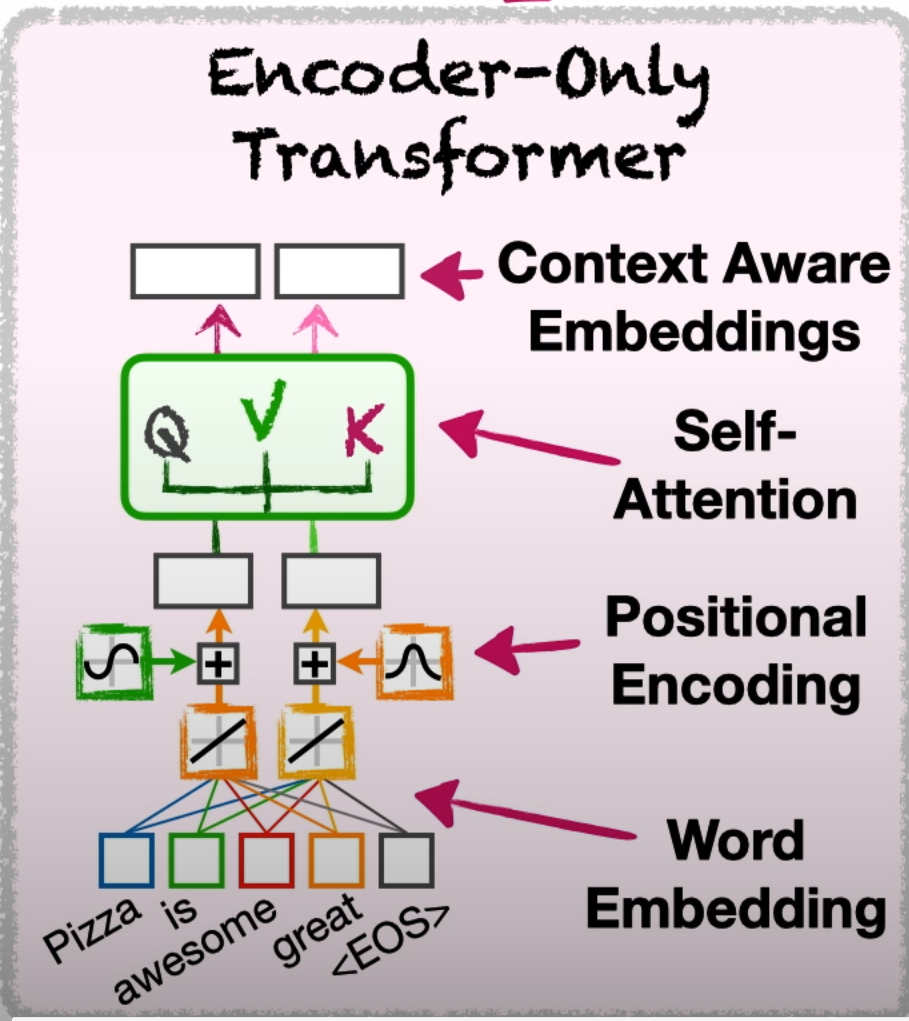 Encoder-Only
Transformer
Context Aware
Embeddings
Q V K
Self-
Attention
+ +
Positional
Encoding
Word
Embedding
Pizza
is
awesome
great
<EOS>